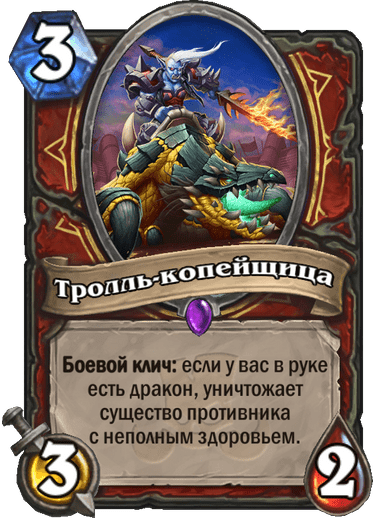 3
Тролль-копейщица
Боевой клич: если у вас в руке
есть дракон, уничтожает
существо противника
с неполным здоровьем.
3
2